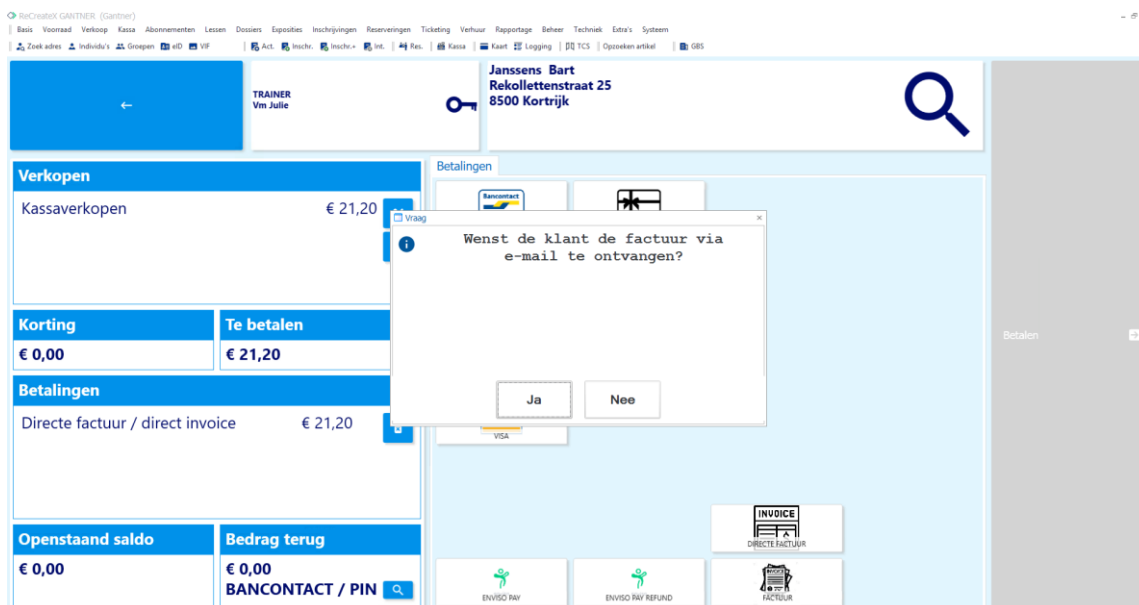 ReCreateX GANTNER (Gantner)
Basis Voorraad Verkoop Kassa Abonnementen Lessen Dossiers Exposities Inschrijvingen Reserveringen Ticketing Verhuur Rapportage Beheer Techniek Extra's Systeem
Zoek adres Individu's Groepen eID VIF Act. Inschr. Inschr.+ Int. Res. Kassa Kaart Logging TCS Opzoeken artikel GBS
TRAINER
Vm Julie
Janssens Bart
Rekollettenstraat 25
8500 Kortrijk
Verkopen
Kassaverkopen € 21,20
Korting
€ 0,00
Te betalen
€ 21,20
Betalingen
Directe factuur / direct invoice € 21,20
Openstaand saldo
€ 0,00
Bedrag terug
€ 0,00
BANCONTACT / PIN
Betalingen
Bancontact
Vraag
Wenst de klant de factuur via
e-mail te ontvangen?
Ja Nee
VISA
INVOICE
DIRECTE FACTUUR
ENVISO PAY
ENVISO PAY REFUND
INVOICE
FACTUUR
Betalen